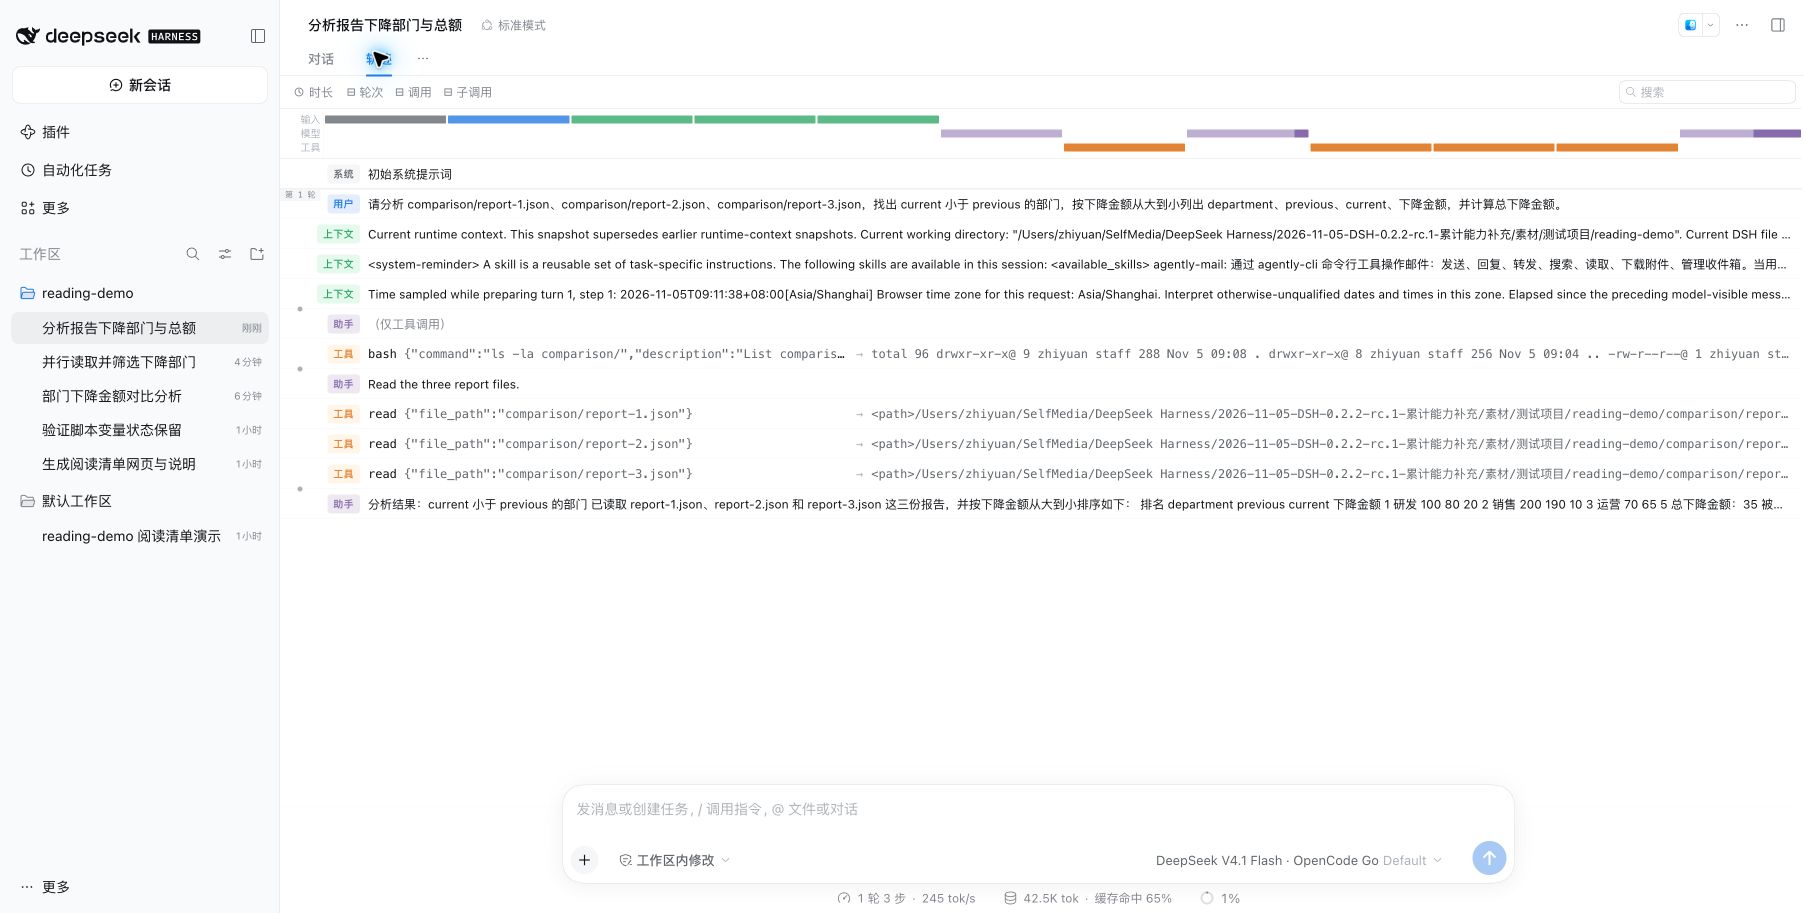 deepseek HARNESS
新会话
插件
自动化任务
更多
工作区
reading-demo
分析报告下降部门与总额 刚刚
并行读取并筛选下降部门 4分钟
部门下降金额对比分析 6分钟
验证脚本变量状态保留 1小时
生成阅读清单网页与说明 1小时
默认工作区
reading-demo 阅读清单演示 1小时
··· 更多
分析报告下降部门与总额 标准模式
对话 ···
时长 轮次 调用 子调用 搜索
输入
模型
工具
系统 初始系统提示词
第 1 轮
用户 请分析 comparison/report-1.json、comparison/report-2.json、comparison/report-3.json，找出 current 小于 previous 的部门，按下降金额从大到小列出 department、previous、current、下降金额，并计算总下降金额。
上下文 Current runtime context. This snapshot supersedes earlier runtime-context snapshots. Current working directory: "/Users/zhiyuan/SelfMedia/DeepSeek Harness/2026-11-05-DSH-0.2.2-rc.1-累计能力补充/素材/测试项目/reading-demo". Current DSH file ...
上下文 <system-reminder> A skill is a reusable set of task-specific instructions. The following skills are available in this session: <available_skills> agently-mail: 通过 agently-cli 命令行工具操作邮件：发送、回复、转发、搜索、读取、下载附件、管理收件箱。当用...
上下文 Time sampled while preparing turn 1, step 1: 2026-11-05T09:11:38+08:00[Asia/Shanghai] Browser time zone for this request: Asia/Shanghai. Interpret otherwise-unqualified dates and times in this zone. Elapsed since the preceding model-visible mess...
助手 （仅工具调用）
工具 bash {"command":"ls -la comparison/","description":"List comparis… → total 96 drwxr-xr-x@ 9 zhiyuan staff 288 Nov 5 09:08 . drwxr-xr-x@ 8 zhiyuan staff 256 Nov 5 09:04 .. -rw-r--r--@ 1 zhiyuan st…
助手 Read the three report files.
工具 read {"file_path":"comparison/report-1.json"} → <path>/Users/zhiyuan/SelfMedia/DeepSeek Harness/2026-11-05-DSH-0.2.2-rc.1-累计能力补充/素材/测试项目/reading-demo/comparison/repor…
工具 read {"file_path":"comparison/report-2.json"} → <path>/Users/zhiyuan/SelfMedia/DeepSeek Harness/2026-11-05-DSH-0.2.2-rc.1-累计能力补充/素材/测试项目/reading-demo/comparison/repor…
工具 read {"file_path":"comparison/report-3.json"} → <path>/Users/zhiyuan/SelfMedia/DeepSeek Harness/2026-11-05-DSH-0.2.2-rc.1-累计能力补充/素材/测试项目/reading-demo/comparison/repor…
助手 分析结果：current 小于 previous 的部门 已读取 report-1.json、report-2.json 和 report-3.json 这三份报告，并按下降金额从大到小排序如下： 排名 department previous current 下降金额 1 研发 100 80 20 2 销售 200 190 10 3 运营 70 65 5 总下降金额：35 被...
发消息或创建任务, / 调用指令, @ 文件或对话
工作区内修改 DeepSeek V4.1 Flash · OpenCode Go Default
1 轮 3 步 · 245 tok/s 42.5K tok · 缓存命中 65% 1%